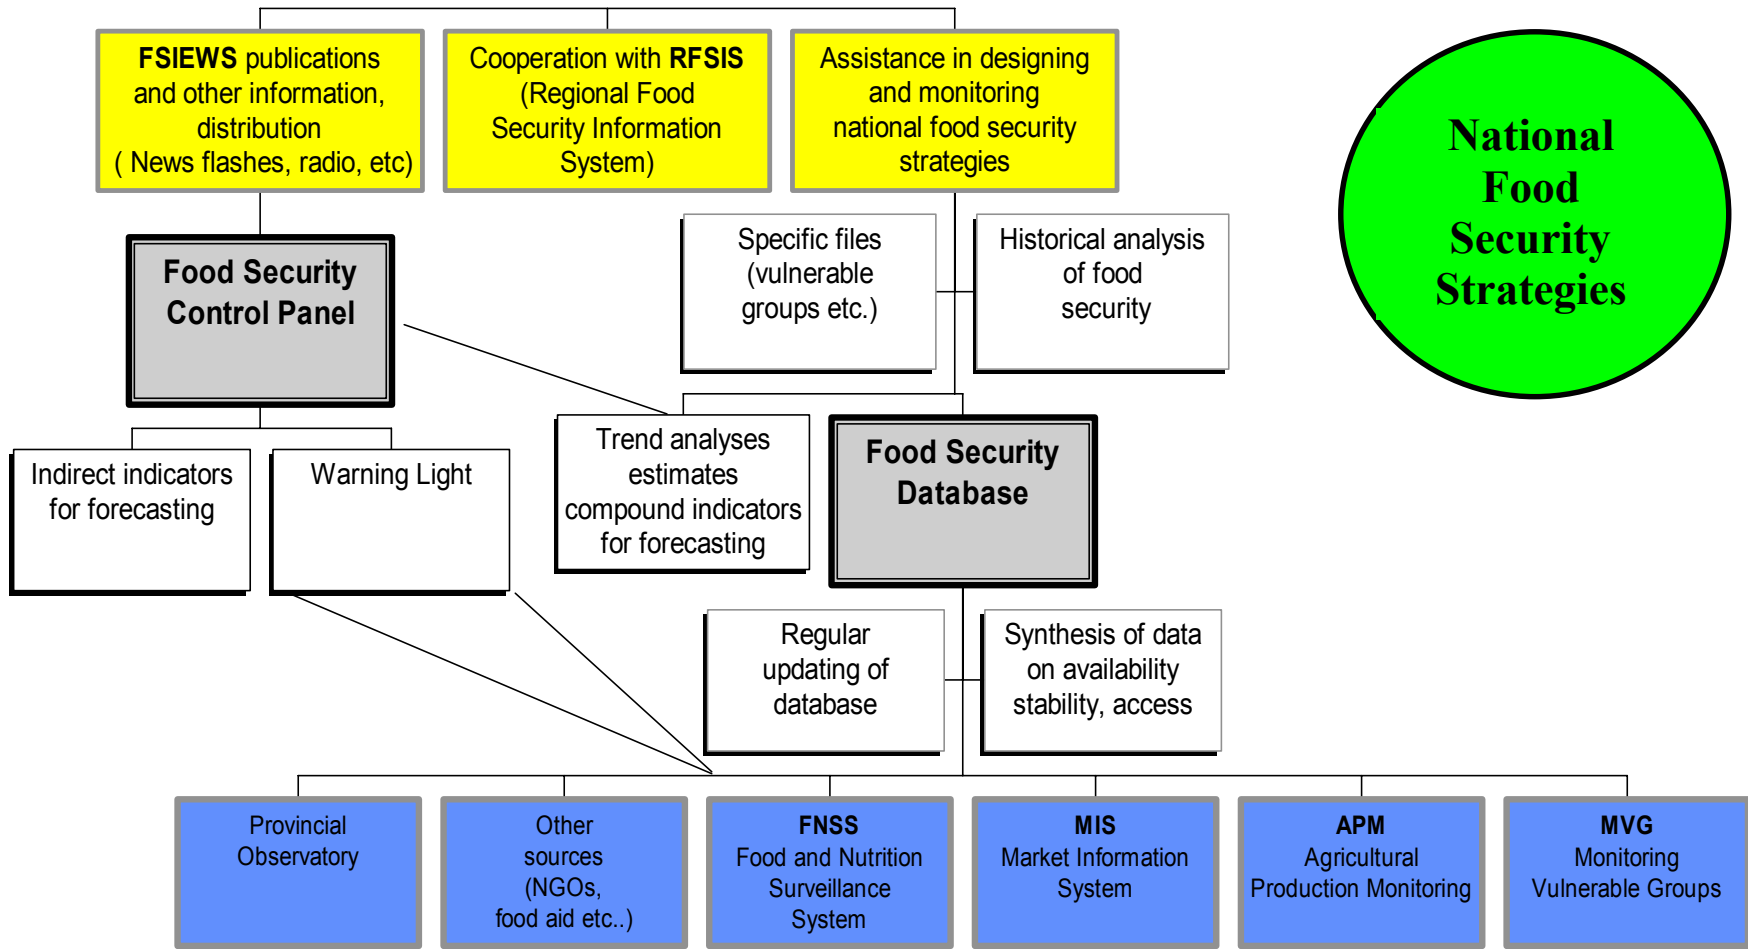 FSIEWS publications
and other information,
distribution
( News flashes, radio, etc)
Cooperation with RFSIS
(Regional Food
Security Information
System)
Assistance in designing
and monitoring
national food security
strategies
National
Food
Security
Strategies
Food Security
Control Panel
Specific files
(vulnerable
groups etc.)
Historical analysis
of food
security
Indirect indicators
for forecasting
Warning Light
Trend analyses
estimates
compound indicators
for forecasting
Food Security
Database
Regular
updating of
database
Synthesis of data
on availability
stability, access
Provincial
Observatory
Other
sources
(NGOs,
food aid etc..)
FNSS
Food and Nutrition
Surveillance
System
MIS
Market Information
System
APM
Agricultural
Production Monitoring
MVG
Monitoring
Vulnerable Groups